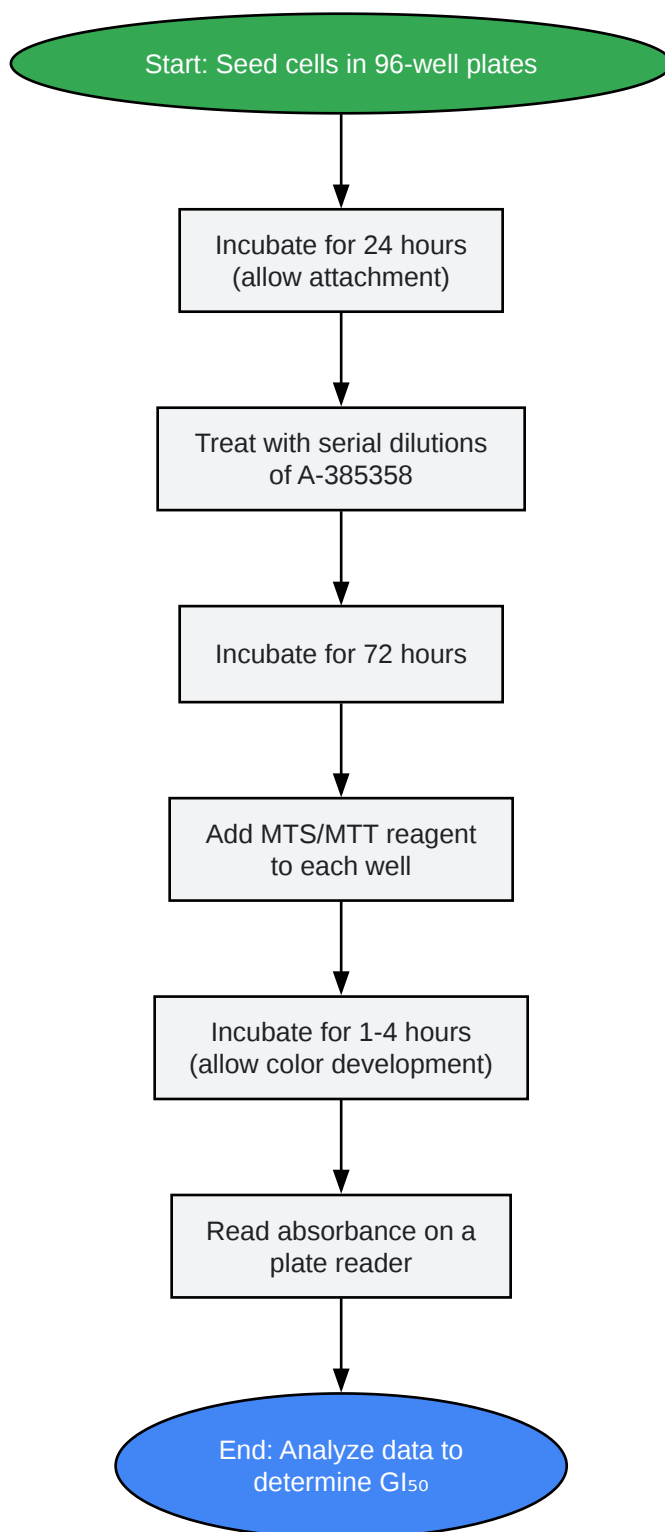 Start: Seed cells in 96-well plates
Incubate for 24 hours
(allow attachment)
Treat with serial dilutions
of A-385358
Incubate for 72 hours
Add MTS/MTT reagent
to each well
Incubate for 1-4 hours
(allow color development)
Read absorbance on a
plate reader
End: Analyze data to
determine GI₅₀